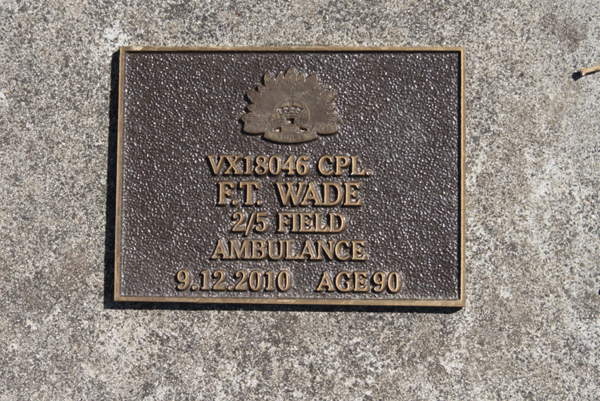 VX18046 CPL.
F.T. WADE
2/5 FIELD
AMBULANCE
9.12.2010 AGE 90